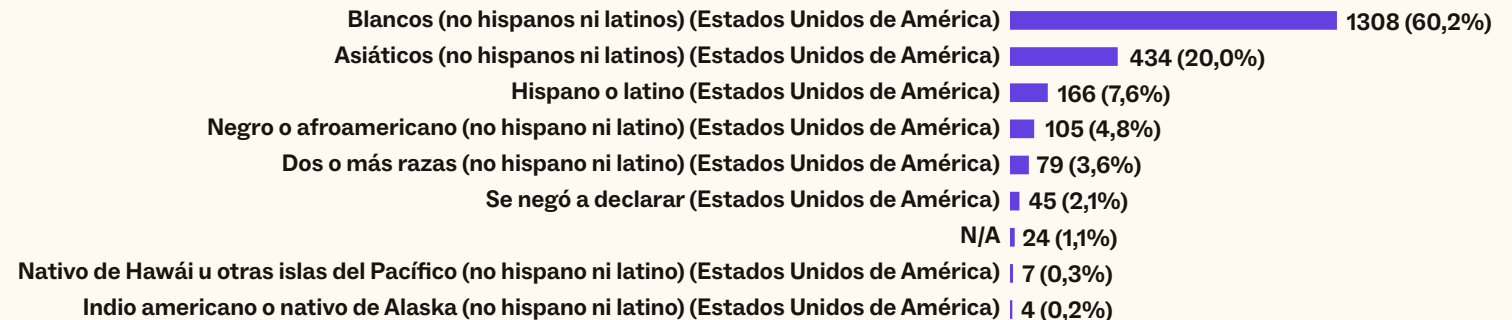 Blancos (no hispanos ni latinos) (Estados Unidos de América) 1308 (60,2%)
Asiáticos (no hispanos ni latinos) (Estados Unidos de América) 434 (20,0%)
Hispano o latino (Estados Unidos de América) 166 (7,6%)
Negro o afroamericano (no hispano ni latino) (Estados Unidos de América) 105 (4,8%)
Dos o más razas (no hispano ni latino) (Estados Unidos de América) 79 (3,6%)
Se negó a declarar (Estados Unidos de América) 45 (2,1%)
N/A 24 (1,1%)
Nativo de Hawái u otras islas del Pacífico (no hispano ni latino) (Estados Unidos de América) 7 (0,3%)
Indio americano o nativo de Alaska (no hispano ni latino) (Estados Unidos de América) 4 (0,2%)